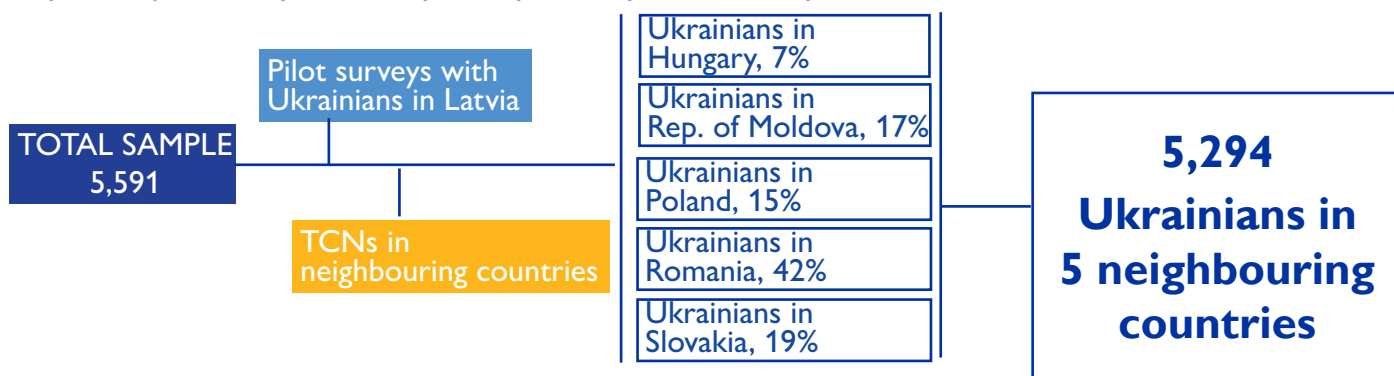 TOTAL SAMPLE
5,591
Pilot surveys with
Ukrainians in Latvia
TCNs in
neighbouring countries
Ukrainians in
Hungary, 7%
Ukrainians in
Rep. of Moldova, 17%
Ukrainians in
Poland, 15%
Ukrainians in
Romania, 42%
Ukrainians in
Slovakia, 19%
5,294
Ukrainians in
5 neighbouring
countries